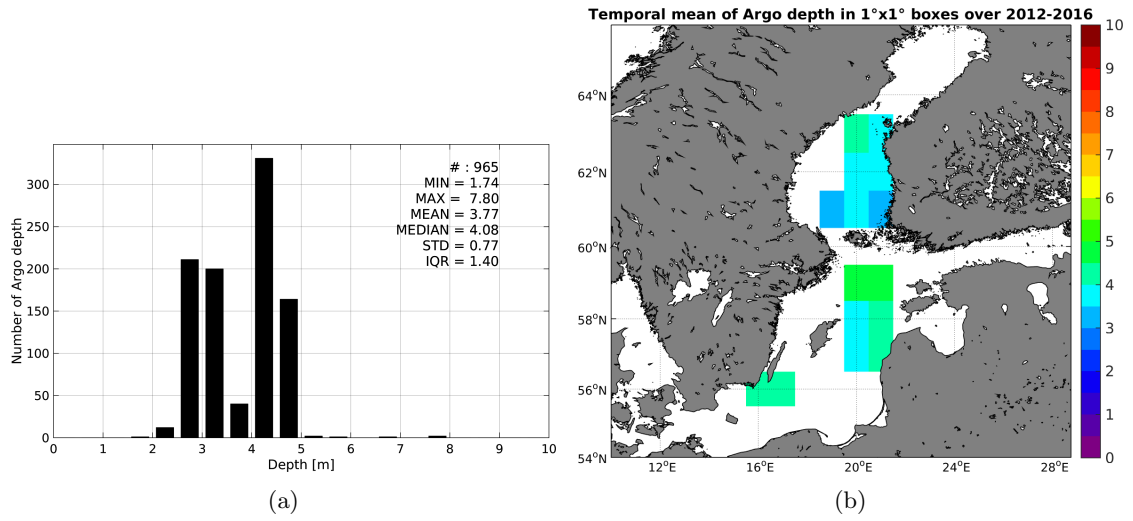 # : 965
MIN = 1.74
MAX = 7.80
MEAN = 3.77
MEDIAN = 4.08
STD = 0.77
IQR = 1.40
Number of Argo depth
300
250
200
150
100
50
0
0 1 2 3 4 5 6 7 8 9 10
Depth [m]
(a)
Temporal mean of Argo depth in 1°x1° boxes over 2012-2016
64°N
62°N
60°N
58°N
56°N
54°N
12°E 16°E 20°E 24°E 28°E
10
9
8
7
6
5
4
3
2
1
0
(b)